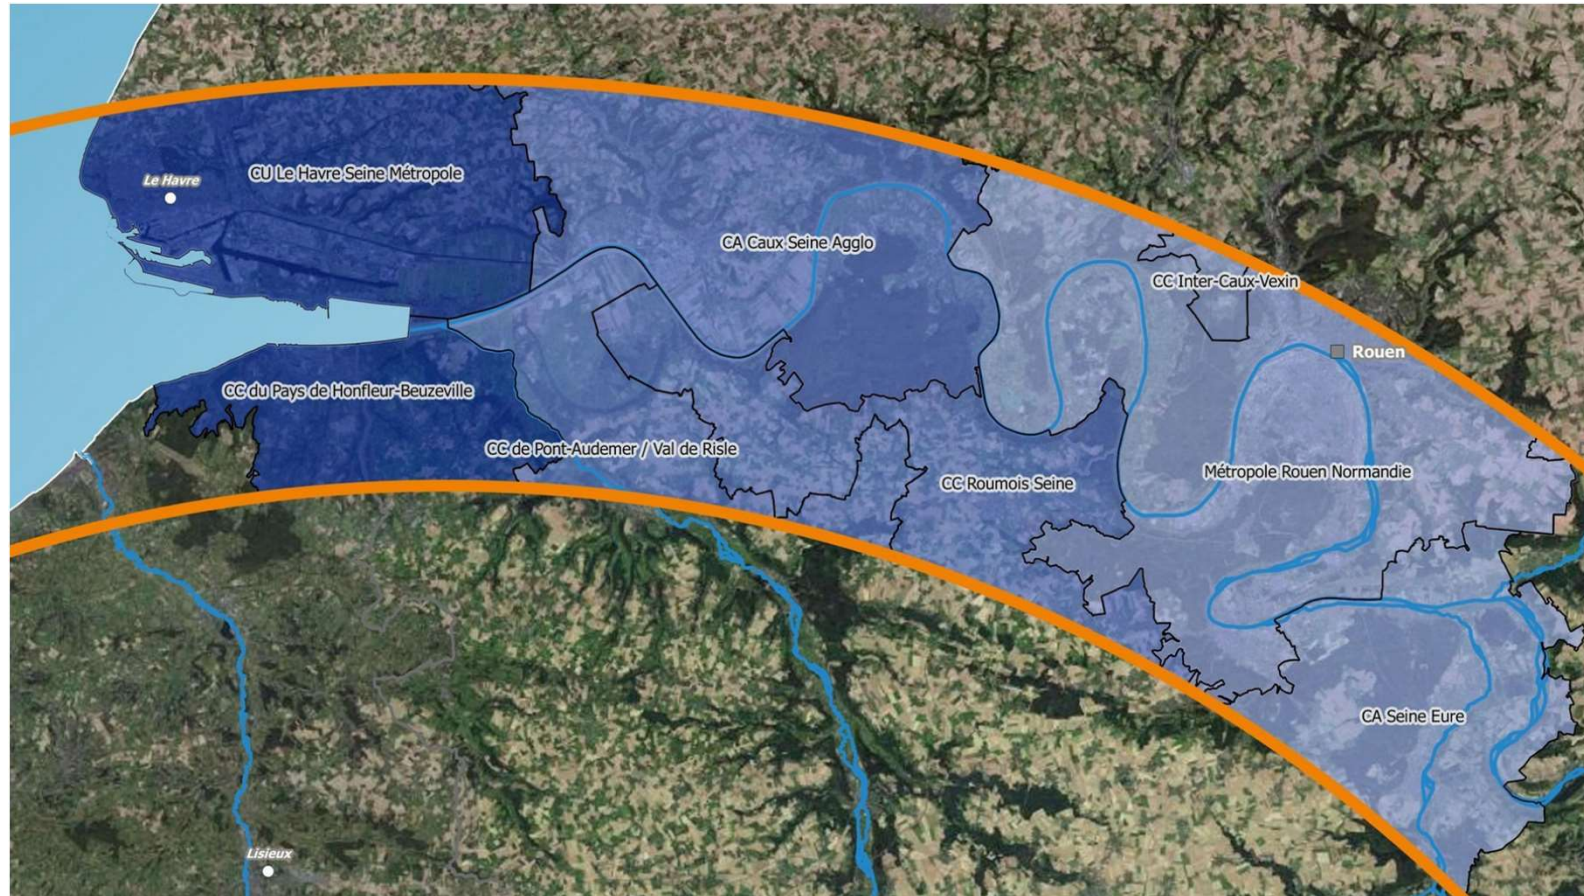 CU Le Havre Seine Métropole
Le Havre
CA Caux Seine Agglo
CC Inter-Caux-Vexin
Rouen
CC du Pays de Honfleur-Beuzeville
CC de Pont-Audemer / Val de Risle
Métropole Rouen Normandie
CC Roumois Seine
CA Seine Eure
Lisieux